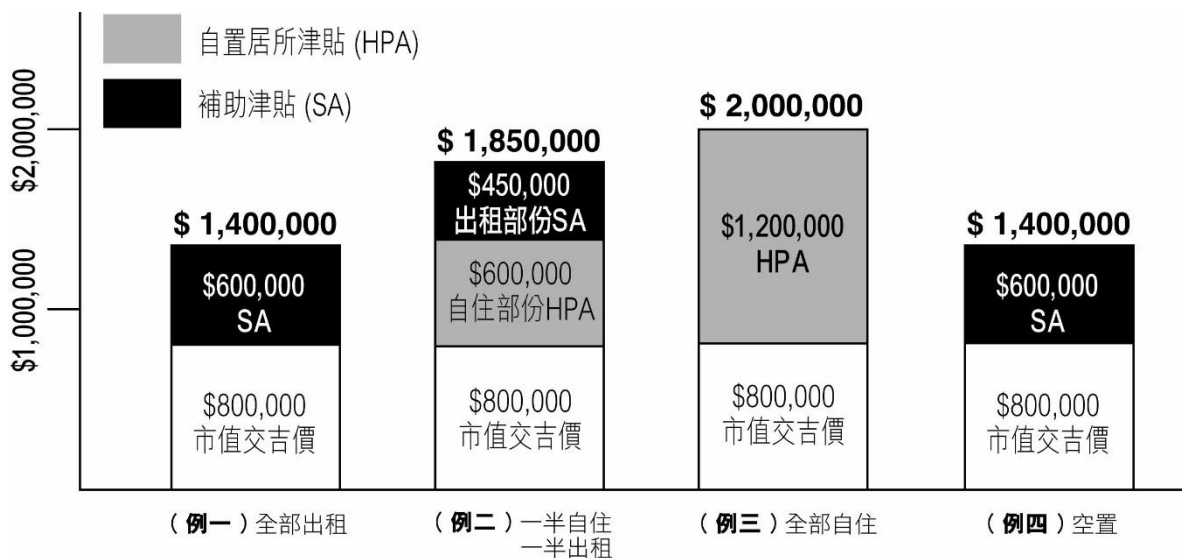 自置居所津貼 (HPA)
補助津貼 (SA)
$2,000,000
$1,000,000
$ 1,400,000
$600,000
SA
$800,000
市值交吉價
(例一) 全部出租
$ 1,850,000
$450,000
出租部份SA
$600,000
自住部份HPA
$800,000
市值交吉價
(例二) 一半自住
一半出租
$ 2,000,000
$1,200,000
HPA
$800,000
市值交吉價
(例三) 全部自住
$ 1,400,000
$600,000
SA
$800,000
市值交吉價
(例四) 空置